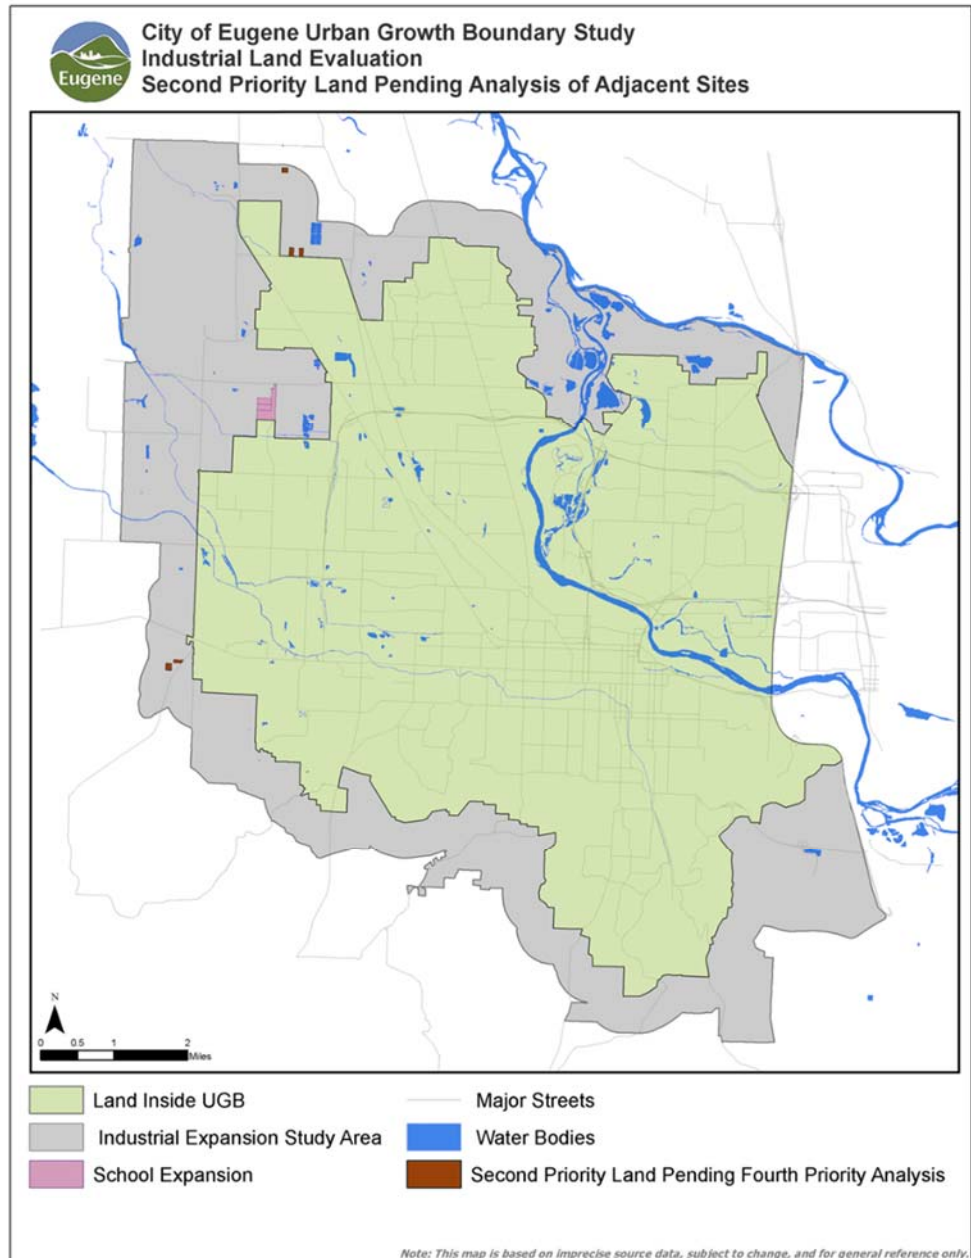 City of Eugene Urban Growth Boundary Study
Industrial Land Evaluation
Second Priority Land Pending Analysis of Adjacent Sites
Eugene
N
0 0.5 1 2
Miles
Land Inside UGB
Major Streets
Industrial Expansion Study Area
Water Bodies
School Expansion
Second Priority Land Pending Fourth Priority Analysis
Note: This map is based on imprecise source data, subject to change, and for general reference only.